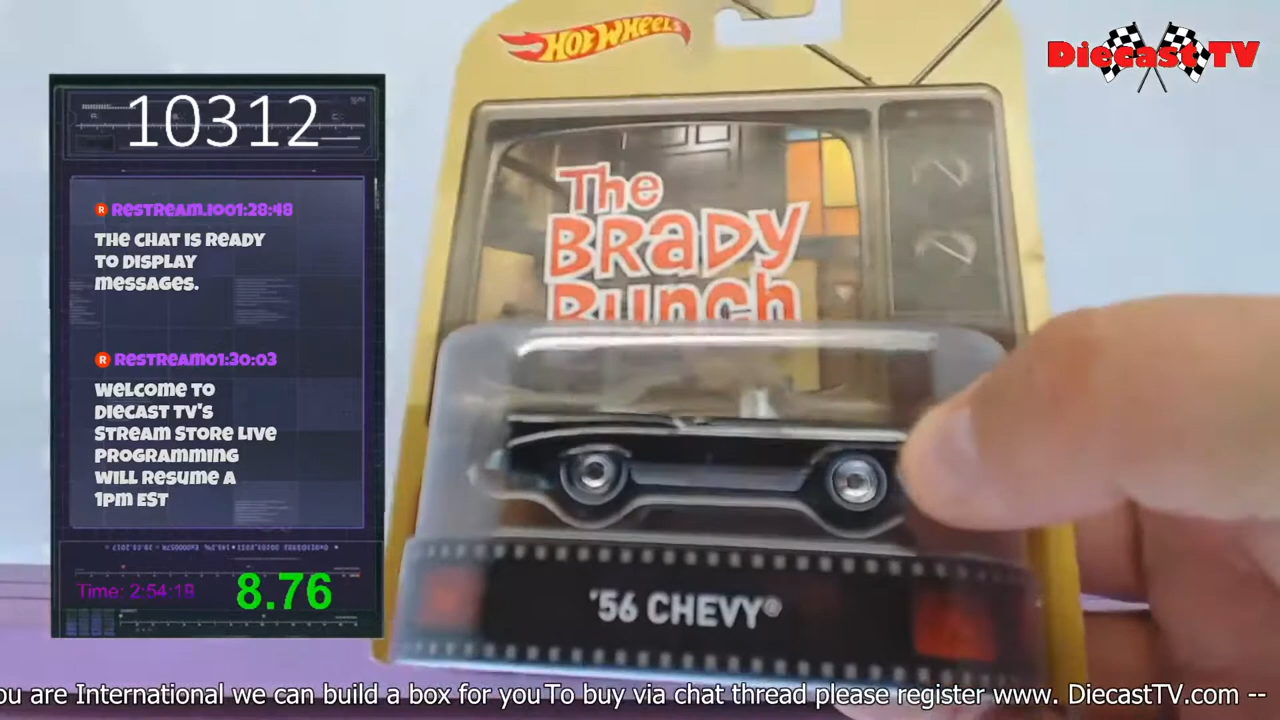 HOT WHEELS
Diecast TV
10312
Restream.io01:28:48
The chat is ready
to display
messages.
The
BRady
Bunch
Restream01:30:03
Welcome to
Diecast TV's
Stream Store Live
Programming
will resume a
1pm EST
Time: 2:54:18
8.76
'56 CHEVY®
ou are International we can build a box for youTo buy via chat thread please register www. DiecastTV.com --